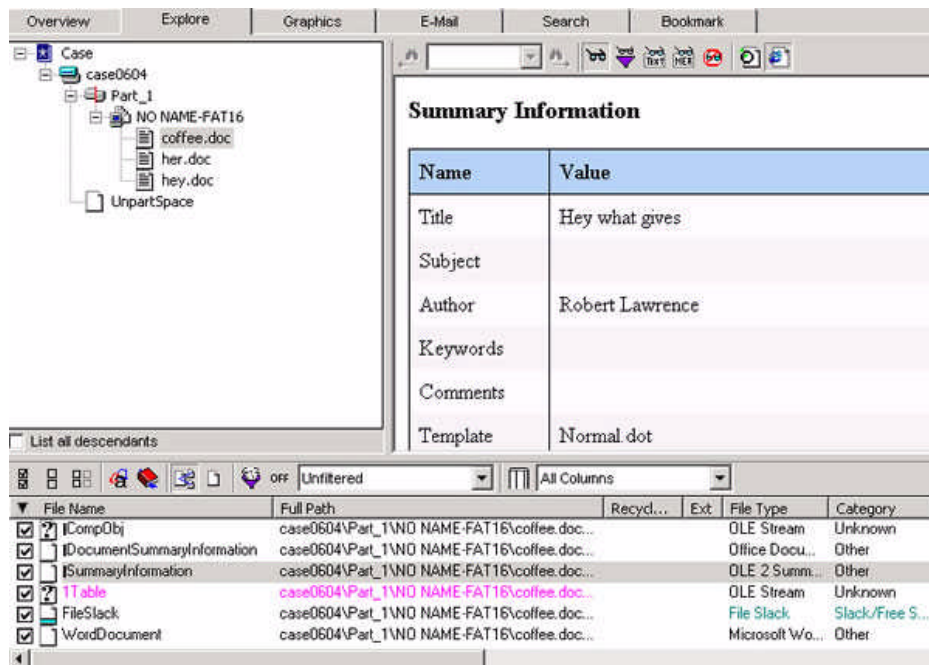 Overview Explore Graphics E-Mail Search Bookmark
Case
case0604
Part_1
NO NAME-FAT16
coffee.doc
her.doc
hey.doc
UnpartSpace
List all descendants
TEXT HEX
Summary Information
Name Value
Title Hey what gives
Subject
Author Robert Lawrence
Keywords
Comments
Template Normal.dot
OFF Unfiltered All Columns
File Name Full Path Recycl... Ext File Type Category
CompObj case0604\Part_1\NO NAME-FAT16\coffee.doc... OLE Stream Unknown
DocumentSummaryInformation case0604\Part_1\NO NAME-FAT16\coffee.doc... Office Docu... Other
SummaryInformation case0604\Part_1\NO NAME-FAT16\coffee.doc... OLE 2 Summ... Other
1Table case0604\Part_1\NO NAME-FAT16\coffee.doc... OLE Stream Unknown
FileSlack case0604\Part_1\NO NAME-FAT16\coffee.doc... File Slack Slack/Free S...
WordDocument case0604\Part_1\NO NAME-FAT16\coffee.doc... Microsoft Wo... Other